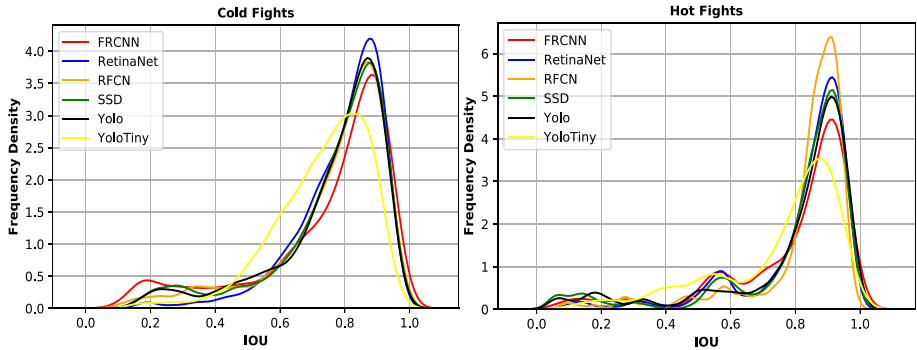 Cold Fights
Frequency Density
4.0
3.5
3.0
2.5
2.0
1.5
1.0
0.5
0.0
FRCNN
RetinaNet
RFCN
SSD
Yolo
YoloTiny
0.0 0.2 0.4 0.6 0.8 1.0
IOU
Hot Fights
Frequency Density
6
5
4
3
2
1
0
FRCNN
RetinaNet
RFCN
SSD
Yolo
YoloTiny
0.0 0.2 0.4 0.6 0.8 1.0
IOU